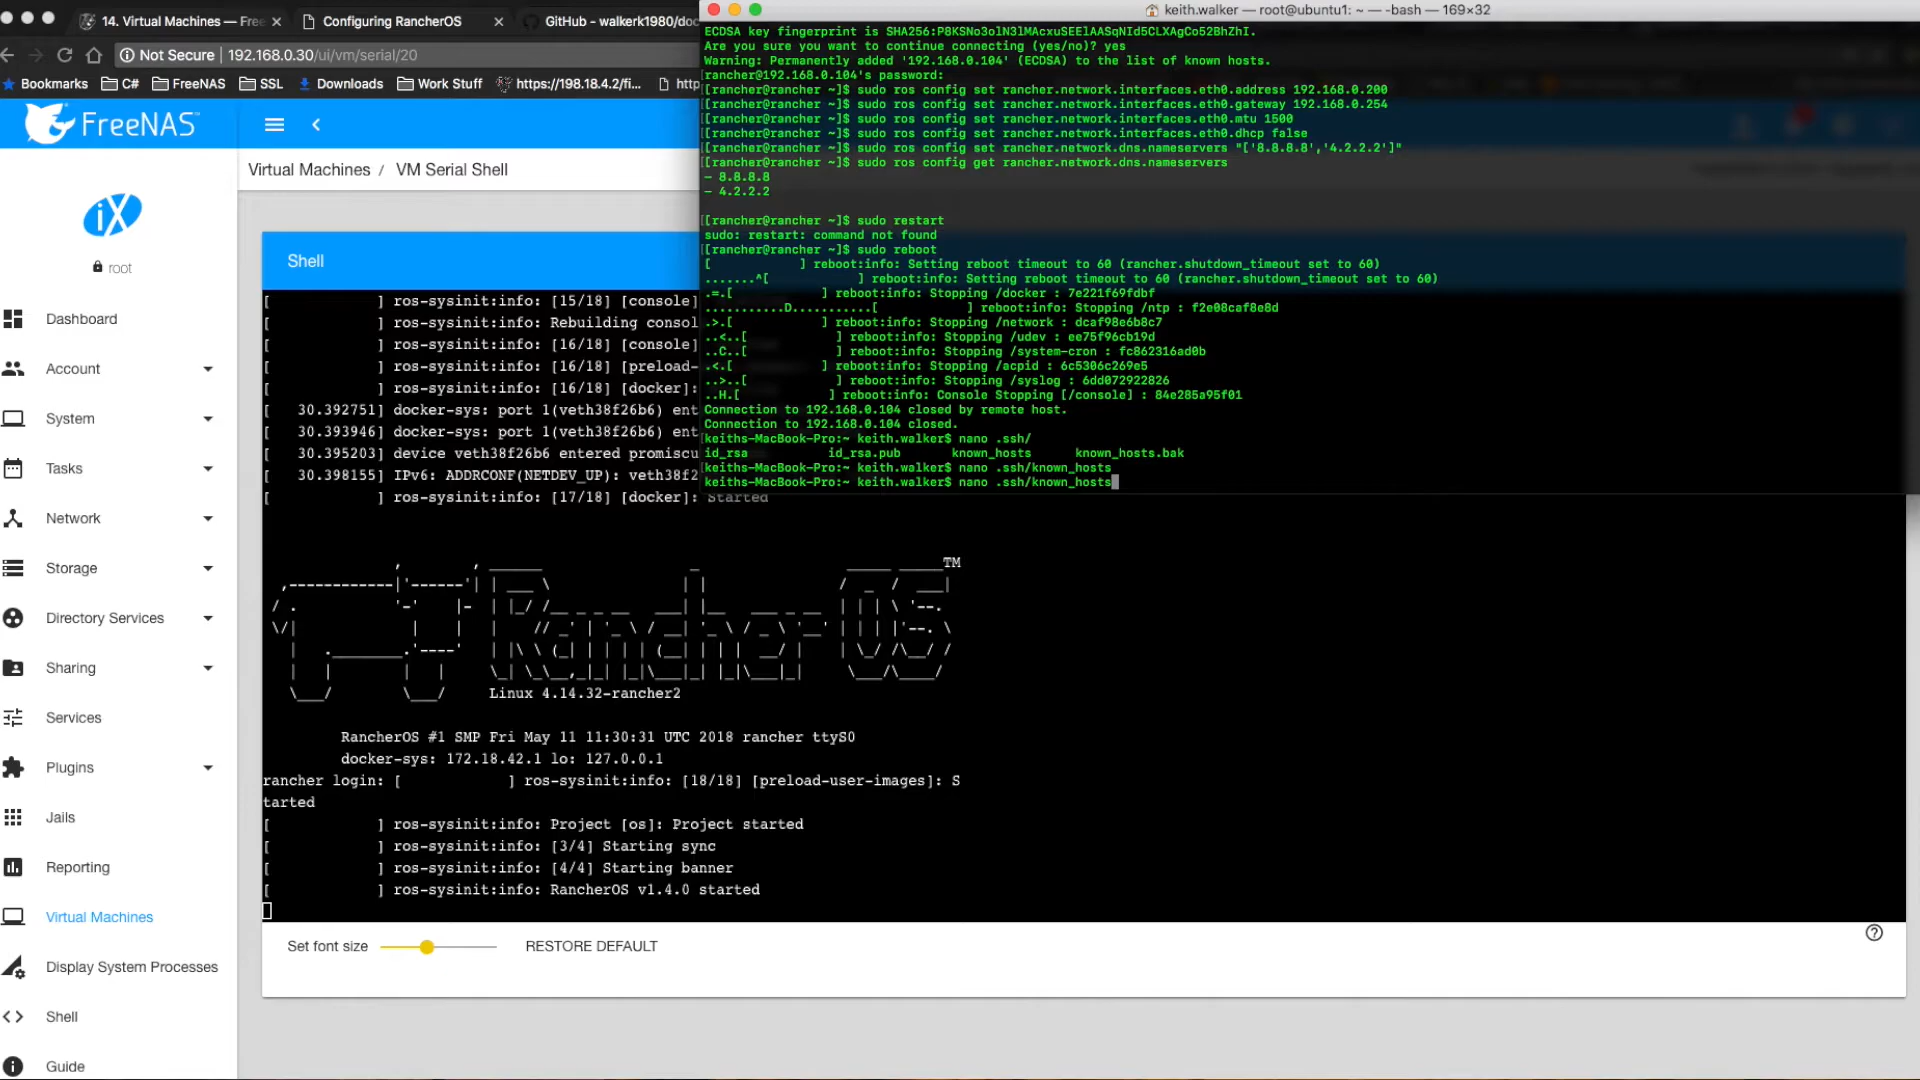 14. Virtual Machines — Free
Configuring RancherOS
GitHub - walkerk1980/doc
keith.walker — root@ubuntu1: ~ — -bash — 169×32
Not Secure | 192.168.0.30/ui/vm/serial/20
Bookmarks C# FreeNAS SSL Downloads Work Stuff https://198.18.4.2/fi... http
FreeNAS
Virtual Machines / VM Serial Shell
iX
root
Dashboard
Account
System
Tasks
Network
Storage
Directory Services
Sharing
Services
Plugins
Jails
Reporting
Virtual Machines
Display System Processes
Shell
Guide
ECDSA key fingerprint is SHA256:P8KSNo3olN3lMAcxuSEElAASqNId5CLXAgCo52BhZhI.
Are you sure you want to continue connecting (yes/no)? yes
Warning: Permanently added '192.168.0.104' (ECDSA) to the list of known hosts.
rancher@192.168.0.104's password:
[[rancher@rancher ~]$ sudo ros config set rancher.network.interfaces.eth0.address 192.168.0.200
[[rancher@rancher ~]$ sudo ros config set rancher.network.interfaces.eth0.gateway 192.168.0.254
[[rancher@rancher ~]$ sudo ros config set rancher.network.interfaces.eth0.mtu 1500
[[rancher@rancher ~]$ sudo ros config set rancher.network.interfaces.eth0.dhcp false
[[rancher@rancher ~]$ sudo ros config set rancher.network.dns.nameservers "['8.8.8.8','4.2.2.2']"
[[rancher@rancher ~]$ sudo ros config get rancher.network.dns.nameservers
- 8.8.8.8
- 4.2.2.2
[[rancher@rancher ~]$ sudo restart
sudo: restart: command not found
[[rancher@rancher ~]$ sudo reboot
[            ] reboot:info: Setting reboot timeout to 60 (rancher.shutdown_timeout set to 60)
.......^[            ] reboot:info: Setting reboot timeout to 60 (rancher.shutdown_timeout set to 60)
.=.[            ] reboot:info: Stopping /docker : 7e221f69fdbf
...........D...........[            ] reboot:info: Stopping /ntp : f2e08caf8e8d
.>.[            ] reboot:info: Stopping /network : dcaf98e6b8c7
..<..[            ] reboot:info: Stopping /udev : ee75f96cb19d
..C..[            ] reboot:info: Stopping /system-cron : fc862316ad0b
.<.[            ] reboot:info: Stopping /acpid : 6c5306c269e5
..>..[            ] reboot:info: Stopping /syslog : 6dd072922826
..H.[            ] reboot:info: Console Stopping [/console] : 84e285a95f01
Connection to 192.168.0.104 closed by remote host.
Connection to 192.168.0.104 closed.
[keiths-MacBook-Pro:~ keith.walker$ nano .ssh/
id_rsa id_rsa.pub known_hosts known_hosts.bak
[keiths-MacBook-Pro:~ keith.walker$ nano .ssh/known_hosts
keiths-MacBook-Pro:~ keith.walker$ nano .ssh/known_hosts
Shell
[            ] ros-sysinit:info: [15/18] [console]
[            ] ros-sysinit:info: Rebuilding consol
[            ] ros-sysinit:info: [16/18] [console]
[            ] ros-sysinit:info: [16/18] [preload-
[            ] ros-sysinit:info: [16/18] [docker]:
[   30.392751] docker-sys: port 1(veth38f26b6) ent
[   30.393946] docker-sys: port 1(veth38f26b6) ent
[   30.395203] device veth38f26b6 entered promiscu
[   30.398155] IPv6: ADDRCONF(NETDEV_UP): veth38f2
[            ] ros-sysinit:info: [17/18] [docker]: Started
RancherOS TM
Linux 4.14.32-rancher2
RancherOS #1 SMP Fri May 11 11:30:31 UTC 2018 rancher ttyS0
docker-sys: 172.18.42.1 lo: 127.0.0.1
rancher login: [            ] ros-sysinit:info: [18/18] [preload-user-images]: S
tarted
[            ] ros-sysinit:info: Project [os]: Project started
[            ] ros-sysinit:info: [3/4] Starting sync
[            ] ros-sysinit:info: [4/4] Starting banner
[            ] ros-sysinit:info: RancherOS v1.4.0 started
Set font size
RESTORE DEFAULT